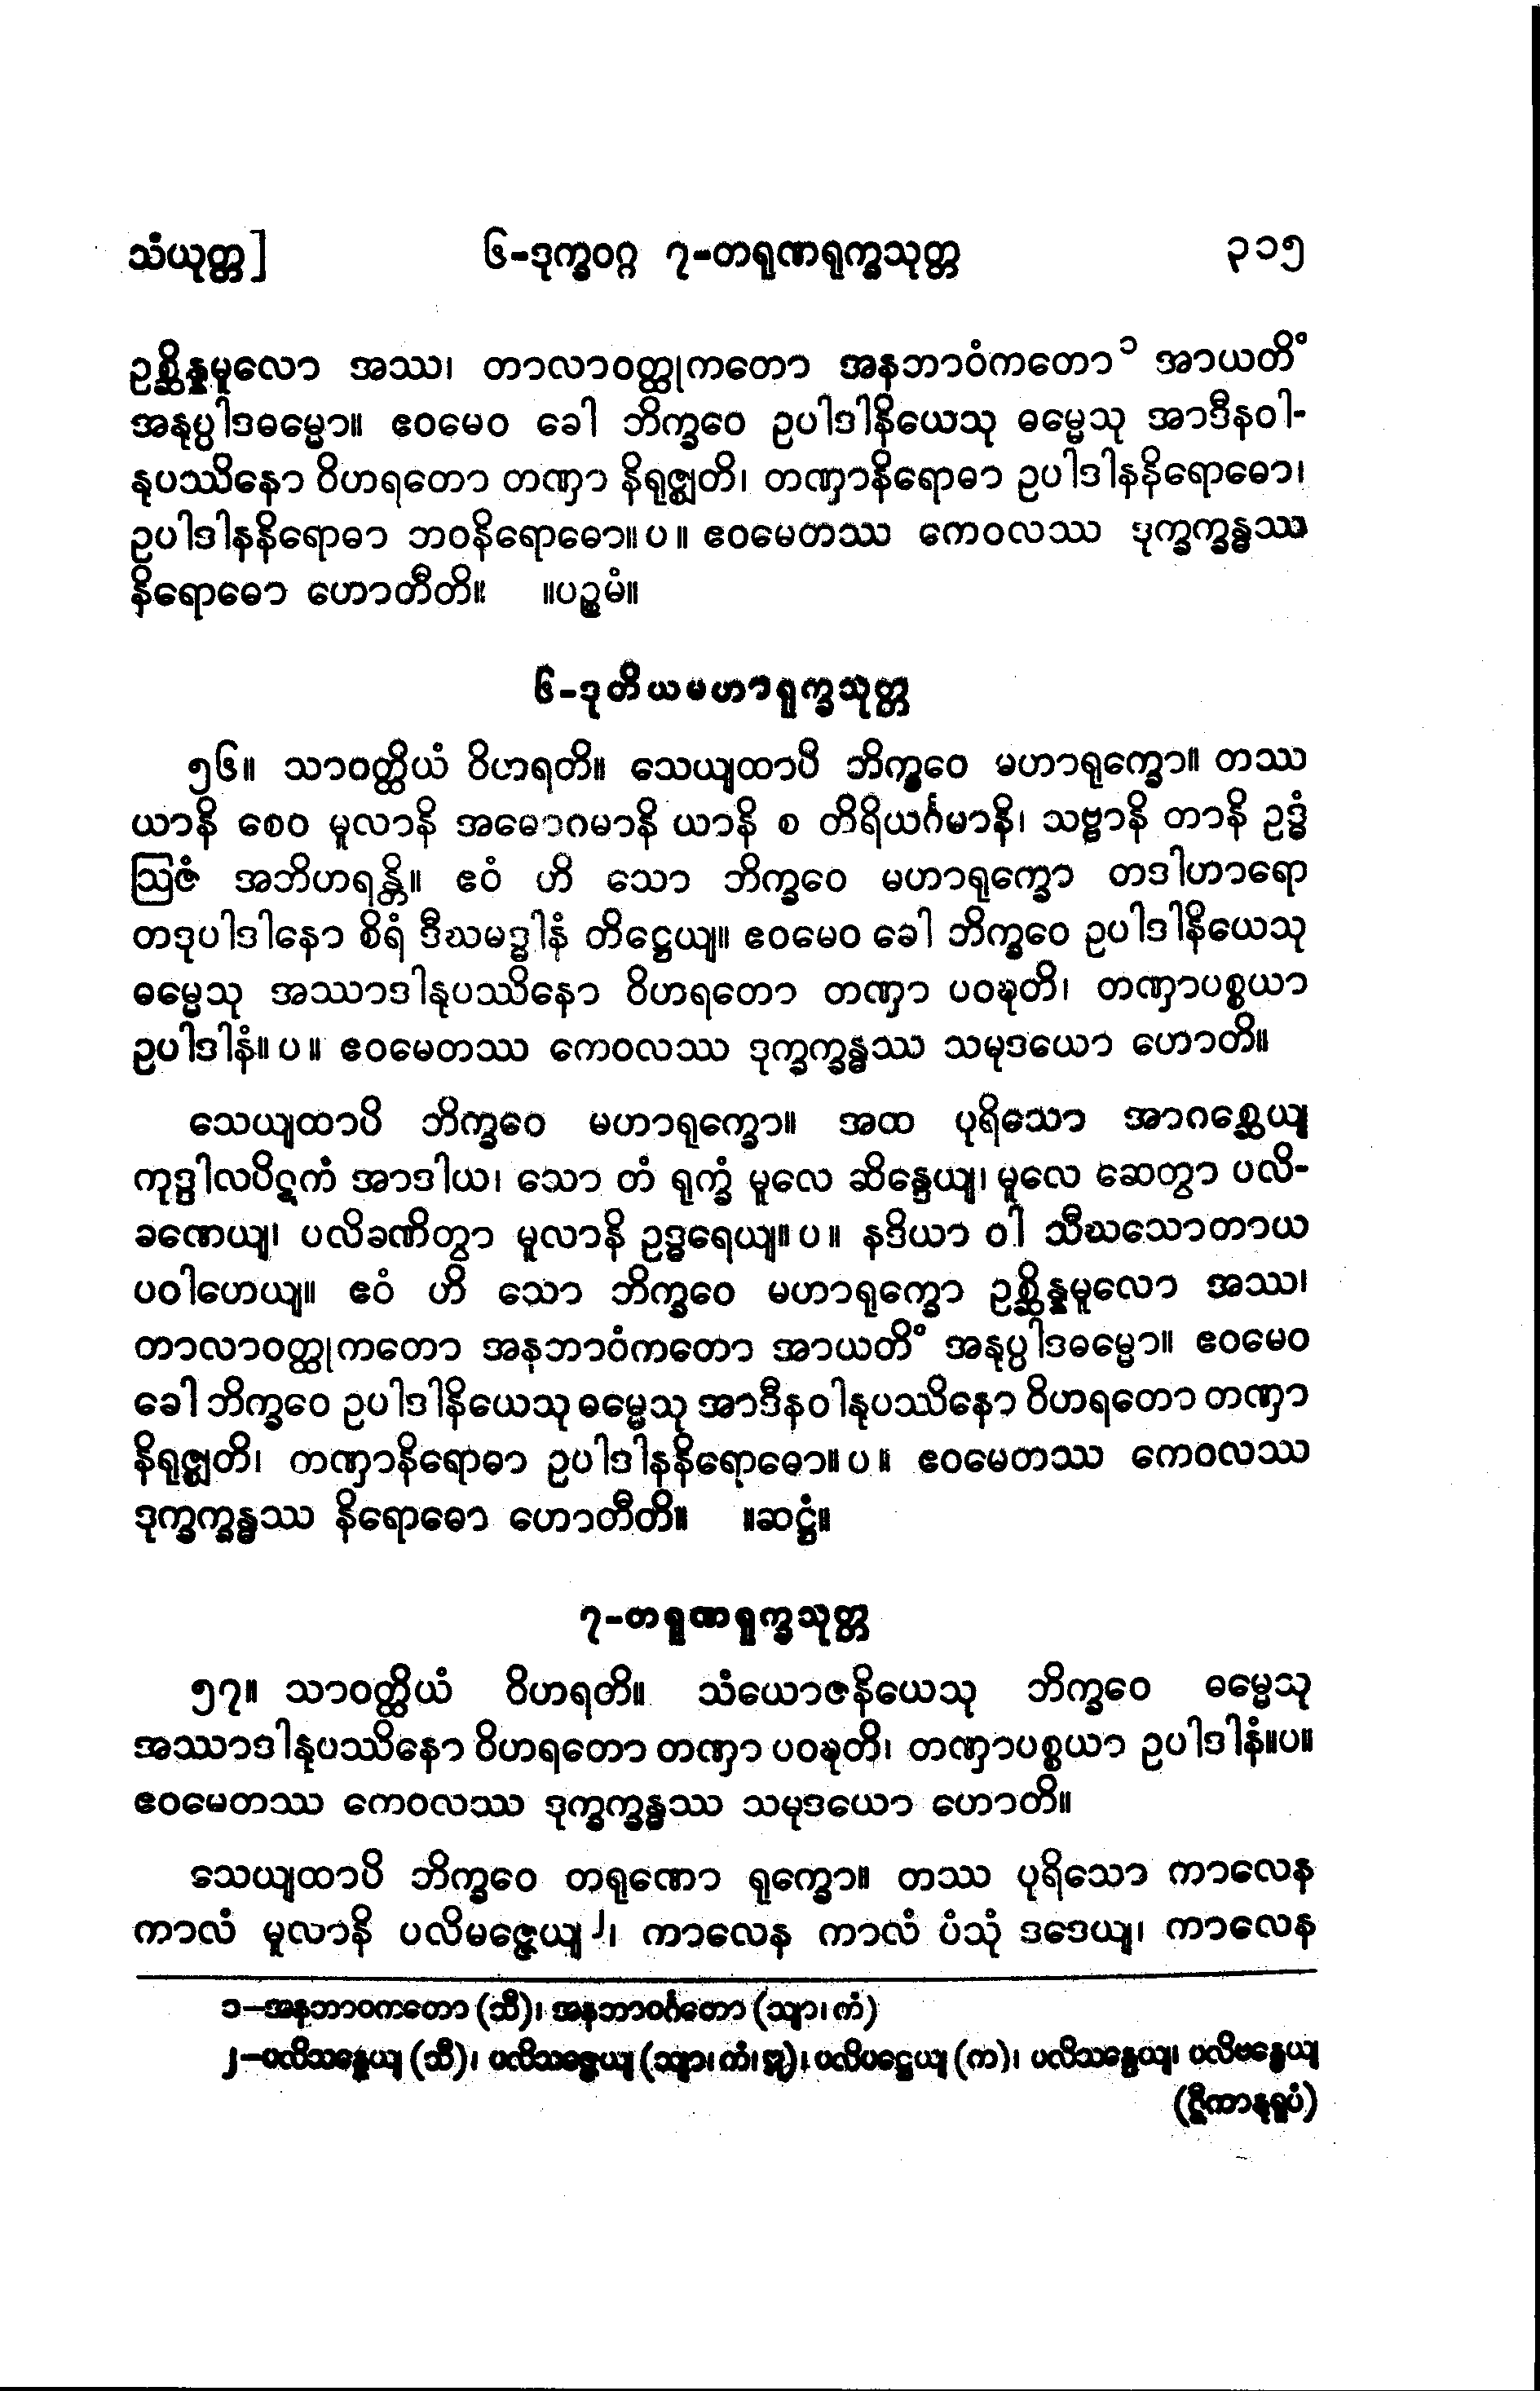 သံယုတ္တ] ၆-ဒုက္ခဝဂ္ဂ ၇-တရုဏရုက္ခသုတ္တ ၃၁၅
ဥစ္ဆိန္နမူလော အဿ၊ တာလာဝတ္ထုကတော အနဘာဝံကတော ၁ အာယတိံ
အနုပ္ပါဒဓမ္မော။ ဧဝမေဝ ခေါ ဘိက္ခဝေ ဥပါဒါနိယေသု ဓမ္မေသု အာဒီနဝါ-
နုပဿိနော ဝိဟရတော တဏှာ နိရုဇ္ဈတိ၊ တဏှာနိရောဓာ ဥပါဒါနနိရောဓော၊
ဥပါဒါနနိရောဓာ ဘဝနိရောဓော။ ပ ။ ဧဝမေတဿ ကေဝလဿ ဒုက္ခက္ခန္ဓဿ
နိရောဓော ဟောတီတိ။ ။ပဉ္စမံ။
၆-ဒုတိယမဟာရုက္ခသုတ္တ
၅၆။ သာဝတ္ထိယံ ဝိဟရတိ။ သေယျထာပိ ဘိက္ခဝေ မဟာရုက္ခော။ တဿ
ယာနိ စေဝ မူလာနိ အဓောဂမာနိ ယာနိ စ တိရိယင်္ဂမာနိ၊ သဗ္ဗာနိ တာနိ ဥဒ္ဓံ
ဩဇံ အဘိဟရန္တိ။ ဧဝံ ဟိ သော ဘိက္ခဝေ မဟာရုက္ခော တဒါဟာရော
တဒုပါဒါနော စိရံ ဒီဃမဒ္ဓါနံ တိဋ္ဌေယျ။ ဧဝမေဝ ခေါ ဘိက္ခဝေ ဥပါဒါနိယေသု
ဓမ္မေသု အဿာဒါနုပဿိနော ဝိဟရတော တဏှာ ပဝဍ္ဎတိ၊ တဏှာပစ္စယာ
ဥပါဒါနံ။ ပ ။ ဧဝမေတဿ ကေဝလဿ ဒုက္ခက္ခန္ဓဿ သမုဒယော ဟောတိ။
သေယျထာပိ ဘိက္ခဝေ မဟာရုက္ခော။ အထ ပုရိသော အာဂစ္ဆေယျ
ကုဒ္ဒါလပိဋကံ အာဒါယ၊ သော တံ ရုက္ခံ မူလေ ဆိန္ဒေယျ၊ မူလေ ဆေတွာ ပလိ-
ခဏေယျ၊ ပလိခဏိတွာ မူလာနိ ဥဒ္ဓရေယျ။ ပ ။ နဒိယာ ဝါ သီဃသောတာယ
ပဝါဟေယျ။ ဧဝံ ဟိ သော ဘိက္ခဝေ မဟာရုက္ခော ဥစ္ဆိန္နမူလော အဿ၊
တာလာဝတ္ထုကတော အနဘာဝံကတော အာယတိံ အနုပ္ပါဒဓမ္မော။ ဧဝမေဝ
ခေါ ဘိက္ခဝေ ဥပါဒါနိယေသု ဓမ္မေသု အာဒီနဝါနုပဿိနော ဝိဟရတော တဏှာ
နိရုဇ္ဈတိ၊ တဏှာနိရောဓာ ဥပါဒါနနိရောဓော။ ပ ။ ဧဝမေတဿ ကေဝလဿ
ဒုက္ခက္ခန္ဓဿ နိရောဓော ဟောတီတိ။ ။ဆဋ္ဌံ။
၇-တရုဏရုက္ခသုတ္တ
၅၇။ သာဝတ္ထိယံ ဝိဟရတိ။ သံယောဇနိယေသု ဘိက္ခဝေ ဓမ္မေသု
အဿာဒါနုပဿိနော ဝိဟရတော တဏှာ ပဝဍ္ဎတိ၊ တဏှာပစ္စယာ ဥပါဒါနံ။ပ။
ဧဝမေတဿ ကေဝလဿ ဒုက္ခက္ခန္ဓဿ သမုဒယော ဟောတိ။
သေယျထာပိ ဘိက္ခဝေ တရုဏော ရုက္ခော။ တဿ ပုရိသော ကာလေန
ကာလံ မူလာနိ ပလိမဇ္ဇေယျ ၂၊ ကာလေန ကာလံ ပံသုံ ဒဒေယျ၊ ကာလေန
၁–အနဘာဝကတော (သီ)၊ အနဘာဝင်္ဂတော (သျာ၊ ကံ)
၂–ပလိသန္နေယျ (သီ)၊ ပလိသဇ္ဇေယျ (သျာ၊ ကံ၊ ဣ)၊ ပလိပဋ္ဌေယျ (က)၊ ပလိသန္ဓေယျ၊ ပလိဗန္ဓေယျ
(ဋီကာနုရူပံ)